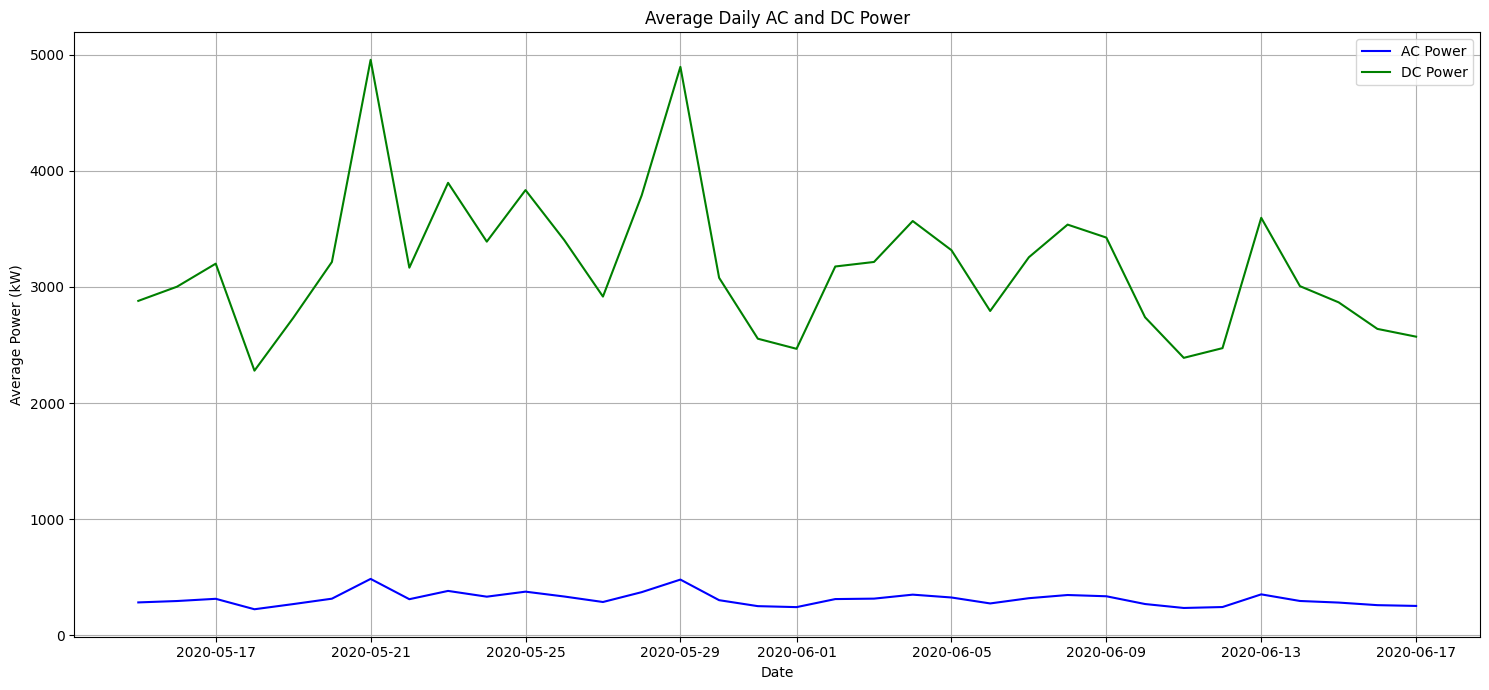 Average Daily AC and DC Power
AC Power
DC Power
Average Power (kW)
5000
4000
3000
2000
1000
0
2020-05-17 2020-05-21 2020-05-25 2020-05-29 2020-06-01 2020-06-05 2020-06-09 2020-06-13 2020-06-17
Date